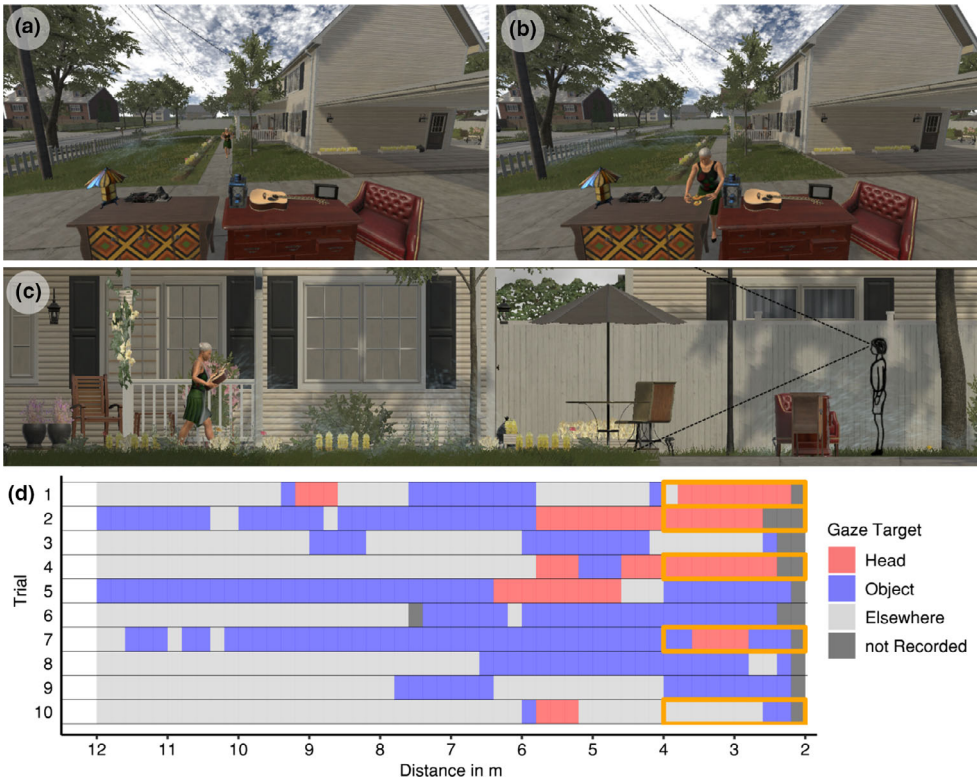 (a)
(b)
(c)
(d)
1
2
3
4
5
6
7
8
9
10
Trial
12 11 10 9 8 7 6 5 4 3 2
Distance in m
Gaze Target
Head
Object
Elsewhere
not Recorded